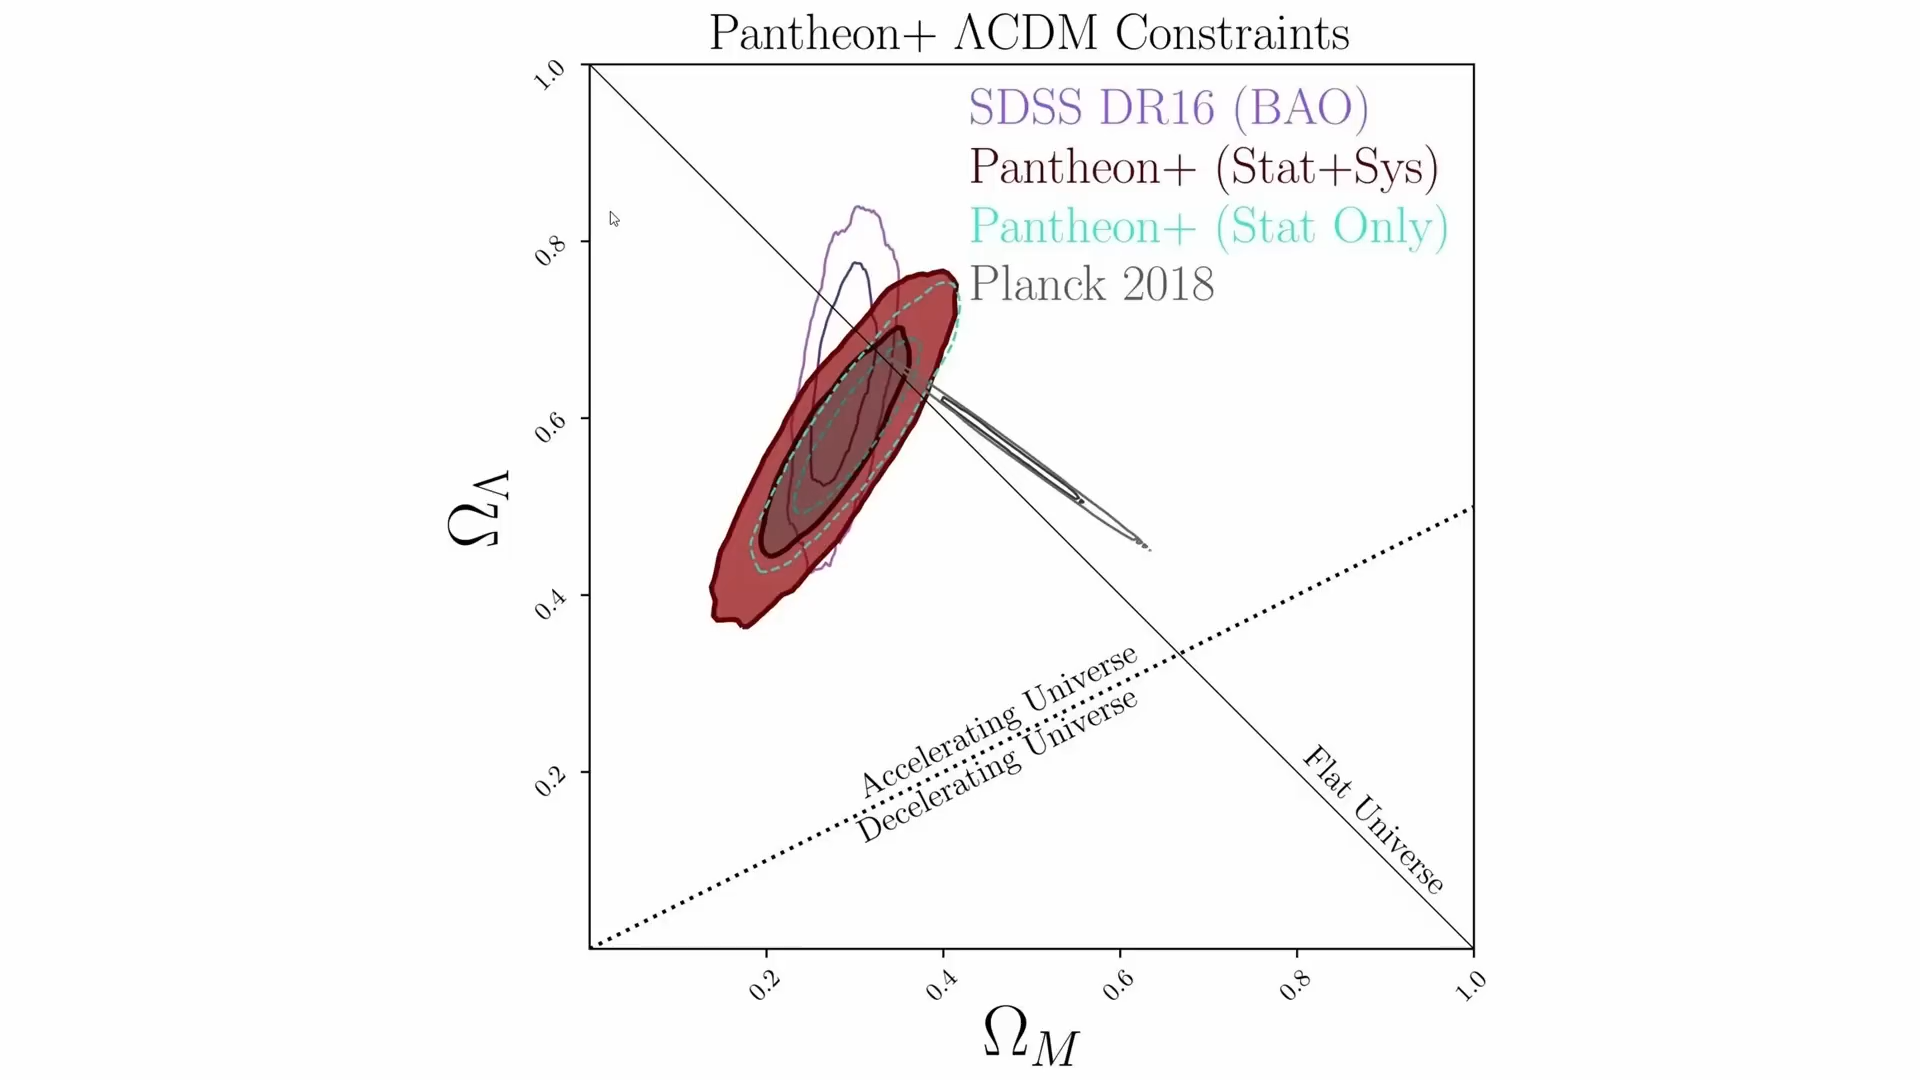 Pantheon+ ΛCDM Constraints
SDSS DR16 (BAO)
Pantheon+ (Stat+Sys)
Pantheon+ (Stat Only)
Planck 2018
1.0
0.8
0.6
0.4
0.2
Ω_Λ
Accelerating Universe
Decelerating Universe
Flat Universe
0.2
0.4
0.6
0.8
1.0
Ω_M